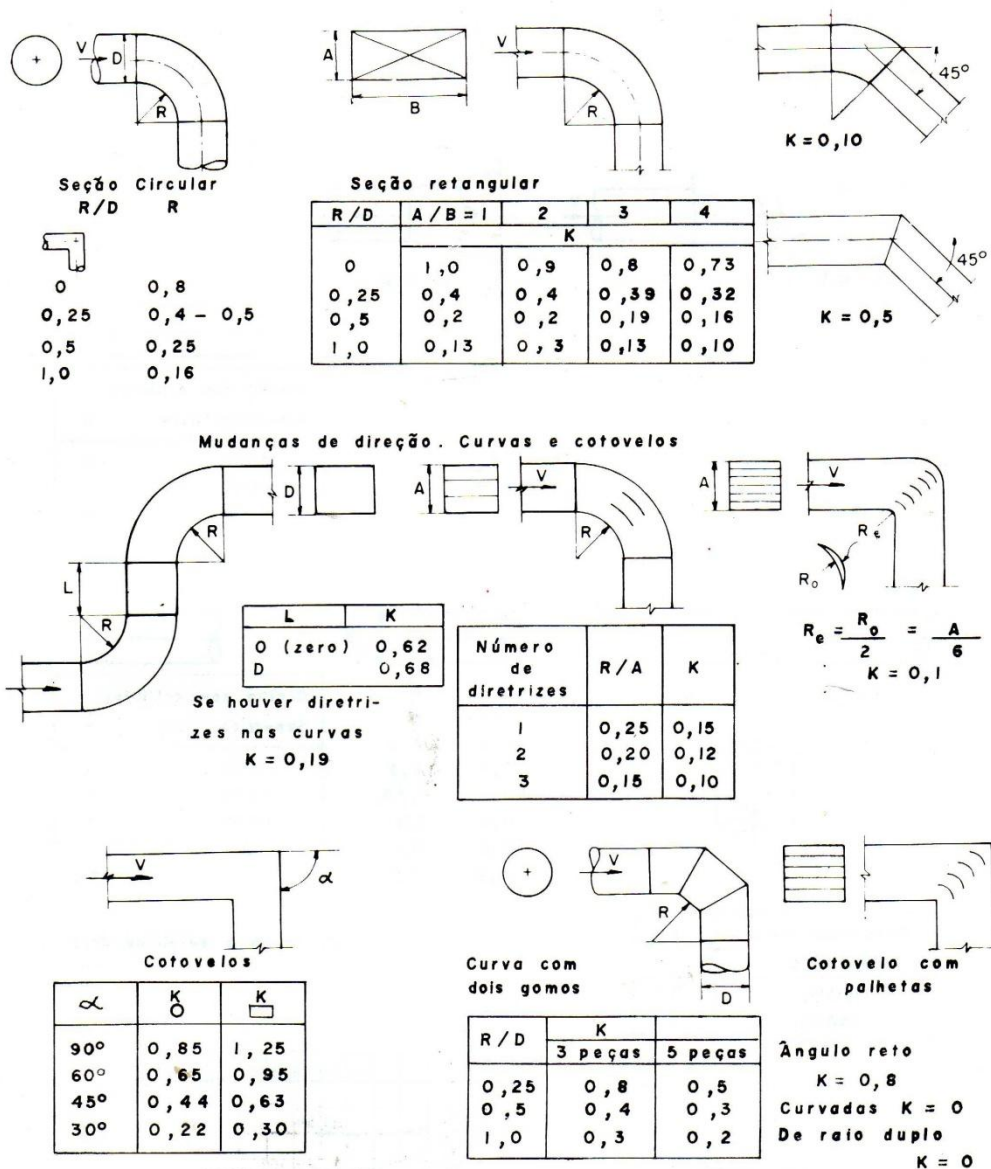 V
D
R
A
B
V
R
45°
K = 0,10
Seção Circular
R/D R
0 0,8
0,25 0,4 - 0,5
0,5 0,25
1,0 0,16
Seção retangular
R/D A/B = 1 2 3 4
K
0 1,0 0,9 0,8 0,73
0,25 0,4 0,4 0,39 0,32
0,5 0,2 0,2 0,19 0,16
1,0 0,13 0,3 0,13 0,10
45°
K = 0,5
Mudanças de direção. Curvas e cotovelos
D
R
L
R
L K
0 (zero) 0,62
D 0,68
Se houver diretri-
zes nas curvas
K = 0,19
A
V
R
Número
de
diretrizes R/A K
1 0,25 0,15
2 0,20 0,12
3 0,15 0,10
A
V
Re
Ro
Re = Ro/2 = A/6
K = 0,1
V
α
Cotovelos
α K K
90° 0,85 1,25
60° 0,65 0,95
45° 0,44 0,63
30° 0,22 0,30
V
R
D
Curva com
dois gomos
R/D K
3 peças 5 peças
0,25 0,8 0,5
0,5 0,4 0,3
1,0 0,3 0,2
Cotovelo com
palhetas
Ângulo reto
K = 0,8
Curvadas K = 0
De raio duplo
K = 0